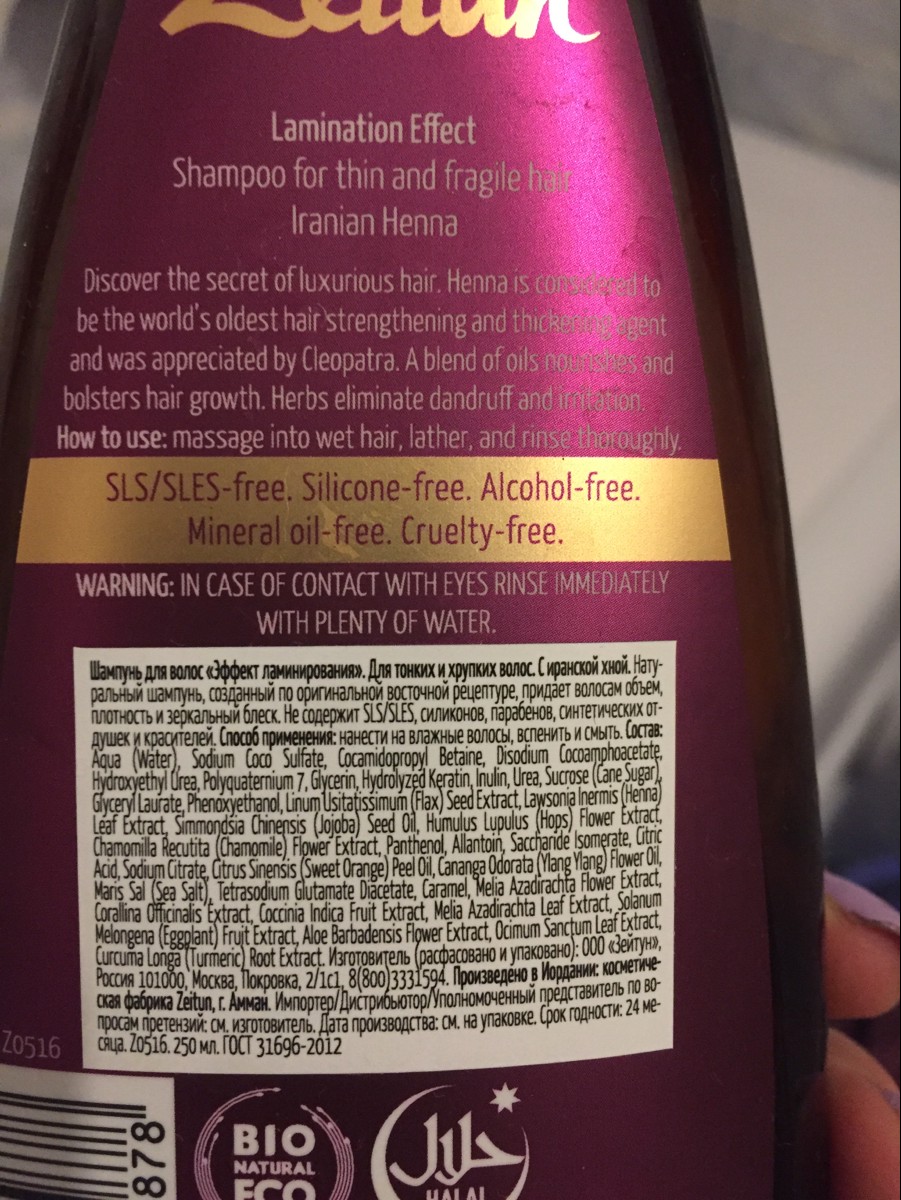 Zeitun
Lamination Effect
Shampoo for thin and fragile hair
Iranian Henna
Discover the secret of luxurious hair. Henna is considered to
be the world's oldest hair strengthening and thickening agent
and was appreciated by Cleopatra. A blend of oils nourishes and
bolsters hair growth. Herbs eliminate dandruff and irritation.
How to use: massage into wet hair, lather, and rinse thoroughly.
SLS/SLES-free. Silicone-free. Alcohol-free.
Mineral oil-free. Cruelty-free.
WARNING: IN CASE OF CONTACT WITH EYES RINSE IMMEDIATELY
WITH PLENTY OF WATER.
Шампунь для волос «Эффект ламинирования». Для тонких и хрупких волос. С иранской хной. Нату-
ральный шампунь, созданный по оригинальной восточной рецептуре, придает волосам объем,
плотность и зеркальный блеск. Не содержит SLS/SLES, силиконов, парабенов, синтетических от-
душек и красителей. Способ применения: нанести на влажные волосы, вспенить и смыть. Состав:
Aqua (Water), Sodium Coco Sulfate, Cocamidopropyl Betaine, Disodium Cocoamphoacetate,
Hydroxyethyl Urea, Polyquaternium 7, Glycerin, Hydrolyzed Keratin, Inulin, Urea, Sucrose (Cane Sugar),
Glyceryl Laurate, Phenoxyethanol, Linum Usitatissimum (Flax) Seed Extract, Lawsonia Inermis (Henna)
Leaf Extract, Simmondsia Chinensis (Jojoba) Seed Oil, Humulus Lupulus (Hops) Flower Extract,
Chamomilla Recutita (Chamomile) Flower Extract, Panthenol, Allantoin, Saccharide Isomerate, Citric
Acid, Sodium Citrate, Citrus Sinensis (Sweet Orange) Peel Oil, Cananga Odorata (Ylang Ylang) Flower Oil,
Maris Sal (Sea Salt), Tetrasodium Glutamate Diacetate, Caramel, Melia Azadirachta Flower Extract,
Corallina Officinalis Extract, Coccinia Indica Fruit Extract, Melia Azadirachta Leaf Extract, Solanum
Melongena (Eggplant) Fruit Extract, Aloe Barbadensis Flower Extract, Ocimum Sanctum Leaf Extract,
Curcuma Longa (Turmeric) Root Extract. Изготовитель (расфасовано и упаковано): ООО «Зейтун»,
Россия 101000, Москва, Покровка, 2/1с1, 8(800)3331594. Произведено в Иордании: косметиче-
ская фабрика Zeitun, г. Амман. Импортер/Дистрибьютор/Уполномоченный представитель по во-
просам претензий: см. изготовитель. Дата производства: см. на упаковке. Срок годности: 24 ме-
сяца. Z0516. 250 мл. ГОСТ 31696-2012
Z0516
878
BIO
NATURAL
ECO
حلال
HALAL